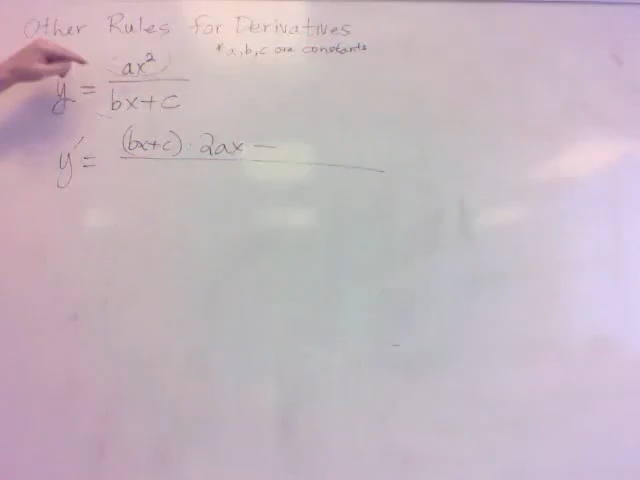 Other Rules for Derivatives
*a,b,c are constants
y = ax²/bx+c
y' = (bx+c) · 2ax −